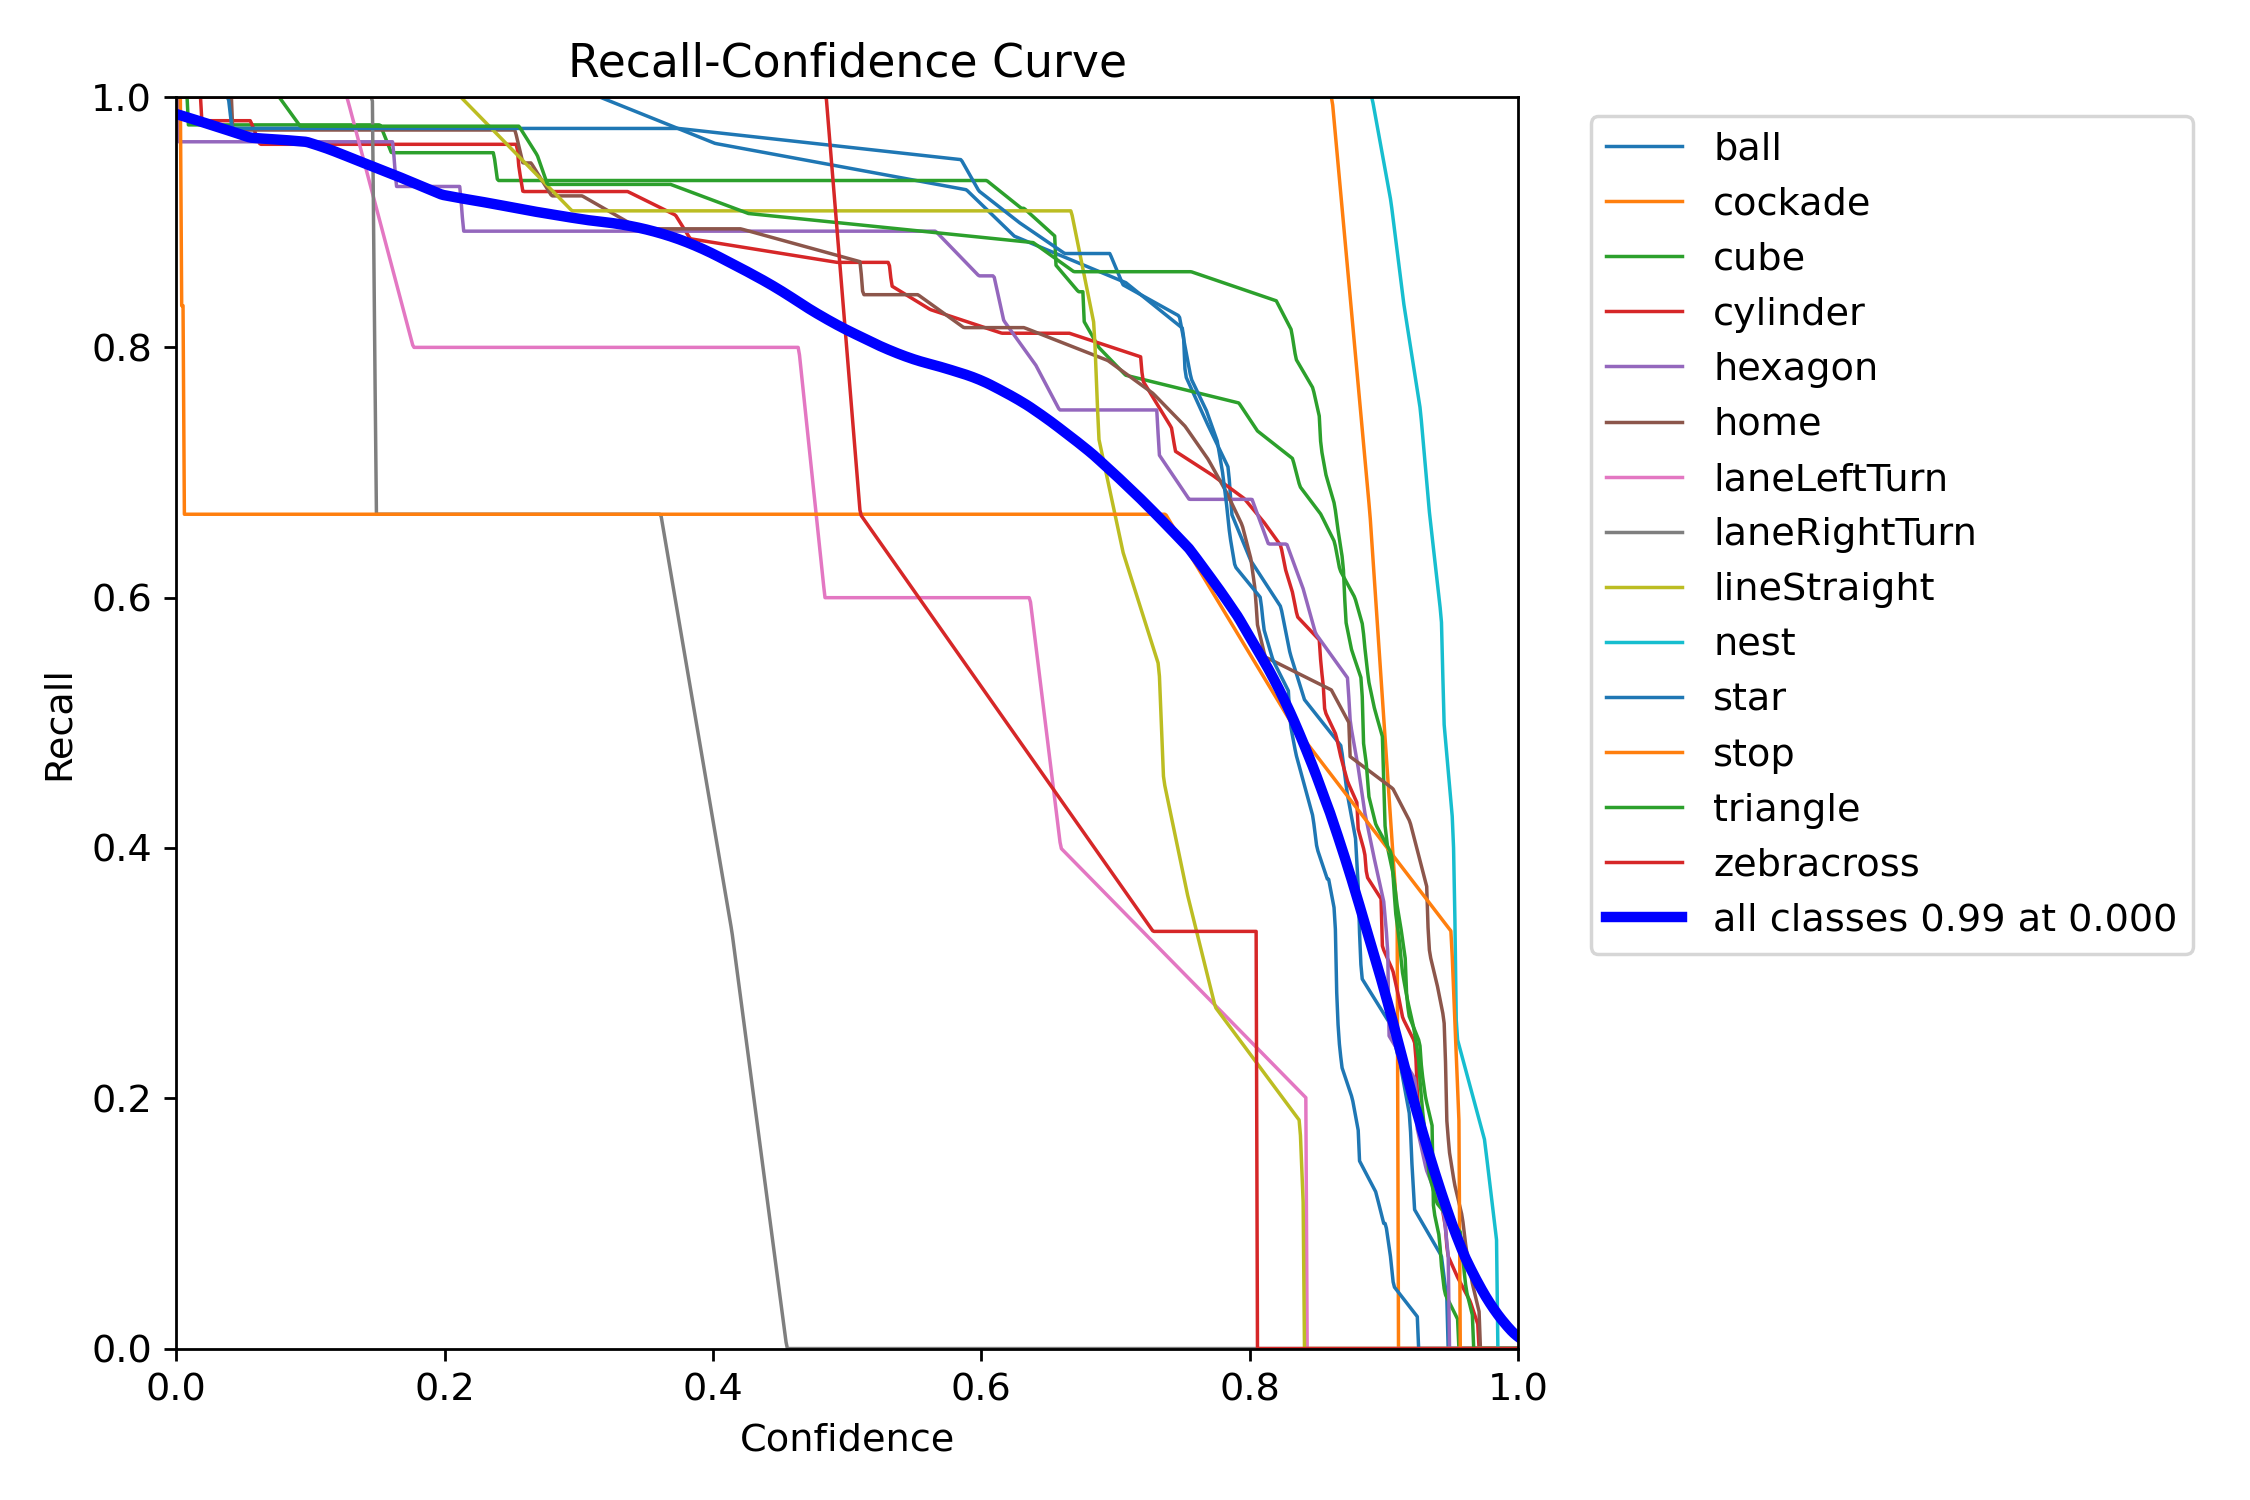 Recall-Confidence Curve
1.0
0.8
0.6
0.4
0.2
0.0
Recall
0.0 0.2 0.4 0.6 0.8 1.0
Confidence
ball
cockade
cube
cylinder
hexagon
home
laneLeftTurn
laneRightTurn
lineStraight
nest
star
stop
triangle
zebracross
all classes 0.99 at 0.000